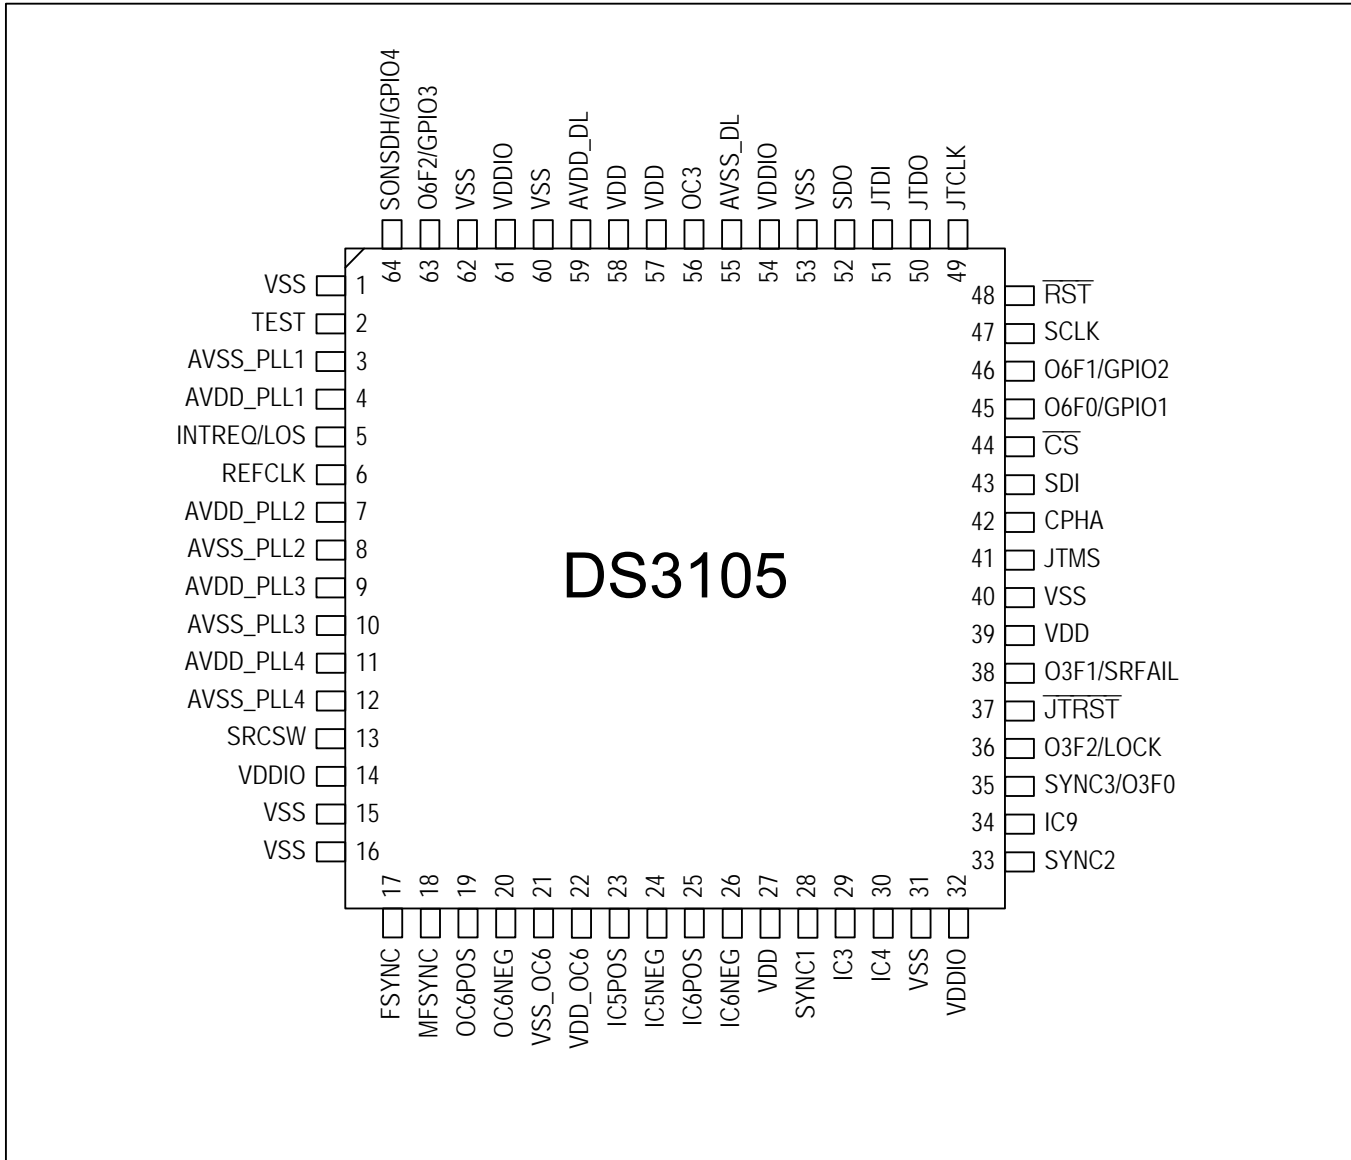 SONSDH/GPIO4
O6F2/GPIO3
VSS
VDDIO
VSS
AVDD_DL
VDD
VDD
OC3
AVSS_DL
VDDIO
VSS
SDO
JTDI
JTDO
JTCLK
64 63 62 61 60 59 58 57 56 55 54 53 52 51 50 49
VSS 1
TEST 2
AVSS_PLL1 3
AVDD_PLL1 4
INTREQ/LOS 5
REFCLK 6
AVDD_PLL2 7
AVSS_PLL2 8
AVDD_PLL3 9
AVSS_PLL3 10
AVDD_PLL4 11
AVSS_PLL4 12
SRCSW 13
VDDIO 14
VSS 15
VSS 16
DS3105
48 RST
47 SCLK
46 O6F1/GPIO2
45 O6F0/GPIO1
44 CS
43 SDI
42 CPHA
41 JTMS
40 VSS
39 VDD
38 O3F1/SRFAIL
37 JTRST
36 O3F2/LOCK
35 SYNC3/O3F0
34 IC9
33 SYNC2
17 18 19 20 21 22 23 24 25 26 27 28 29 30 31 32
FSYNC
MFSYNC
OC6POS
OC6NEG
VSS_OC6
VDD_OC6
IC5POS
IC5NEG
IC6POS
IC6NEG
VDD
SYNC1
IC3
IC4
VSS
VDDIO